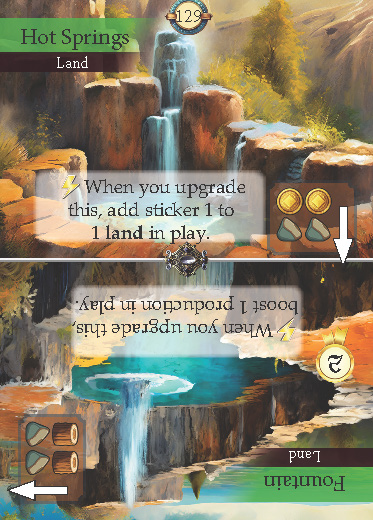 129
Hot Springs
Land
When you upgrade
this, add sticker 1 to
1 land in play.
When you upgrade this,
boost 1 production in play.
2
Land
Fountain